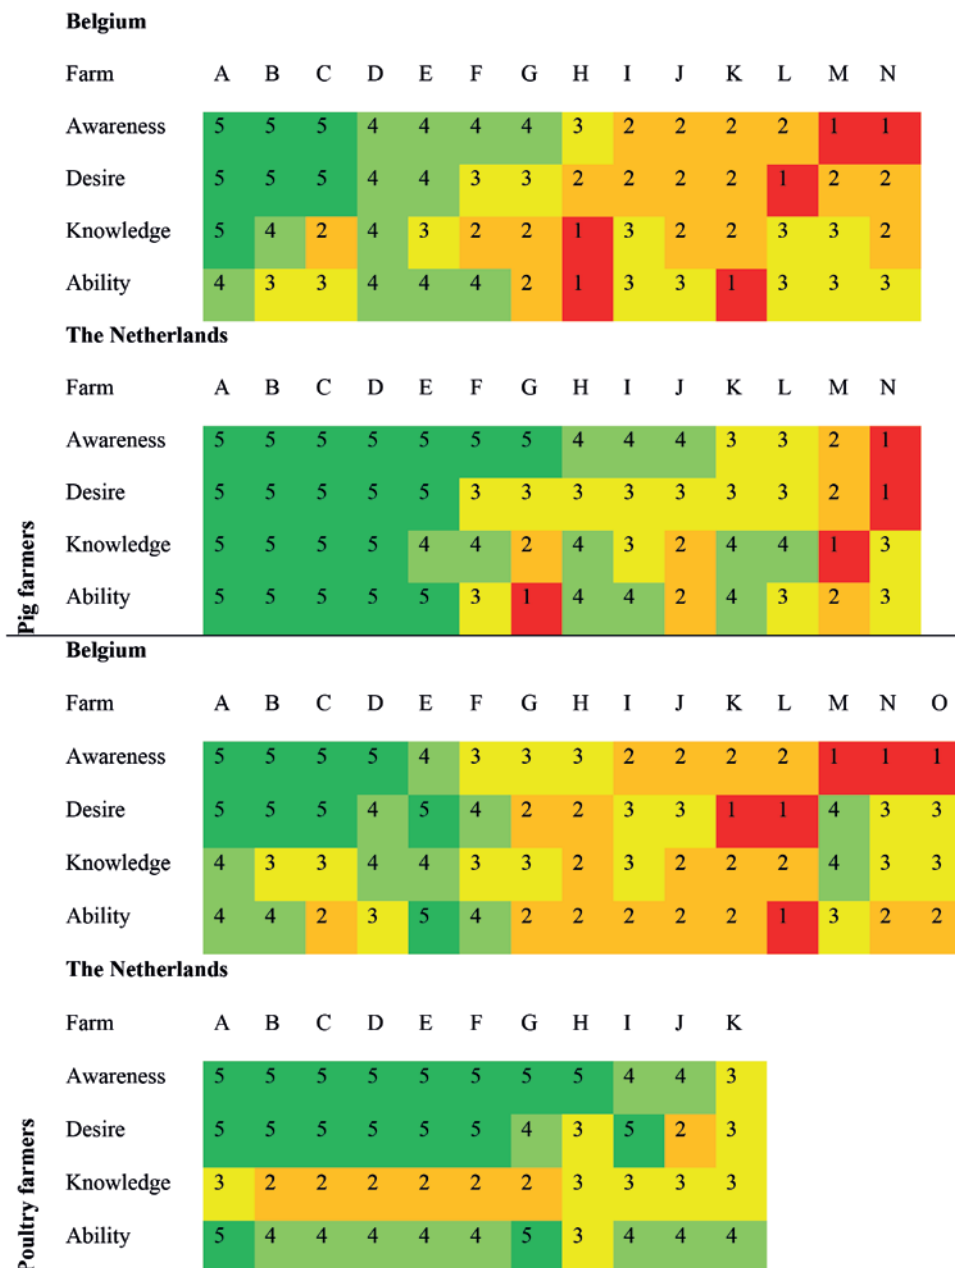 Belgium
Farm A B C D E F G H I J K L M N
Awareness 5 5 5 4 4 4 4 3 2 2 2 2 1 1
Desire 5 5 5 4 4 3 3 2 2 2 2 1 2 2
Knowledge 5 4 2 4 3 2 2 1 3 2 2 3 3 2
Ability 4 3 3 4 4 4 2 1 3 3 1 3 3 3
The Netherlands
Farm A B C D E F G H I J K L M N
Awareness 5 5 5 5 5 5 5 4 4 4 3 3 2 1
Desire 5 5 5 5 5 3 3 3 3 3 3 3 2 1
Knowledge 5 5 5 5 4 4 2 4 3 2 4 4 1 3
Ability 5 5 5 5 5 3 1 4 4 2 4 3 2 3
Pig farmers
Belgium
Farm A B C D E F G H I J K L M N O
Awareness 5 5 5 5 4 3 3 3 2 2 2 2 1 1 1
Desire 5 5 5 4 5 4 2 2 3 3 1 1 4 3 3
Knowledge 4 3 3 4 4 3 3 2 3 2 2 2 4 3 3
Ability 4 4 2 3 5 4 2 2 2 2 2 1 3 2 2
The Netherlands
Farm A B C D E F G H I J K
Awareness 5 5 5 5 5 5 5 5 4 4 3
Desire 5 5 5 5 5 5 4 3 5 2 3
Knowledge 3 2 2 2 2 2 2 3 3 3 3
Ability 5 4 4 4 4 4 5 3 4 4 4
Poultry farmers